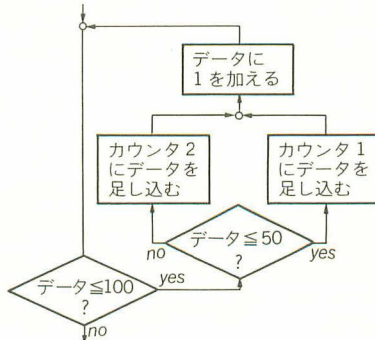 データに
1を加える
カウンタ2
にデータを
足し込む
カウンタ1
にデータを
足し込む
データ≦50
?
no
yes
データ≦100
?
yes
no